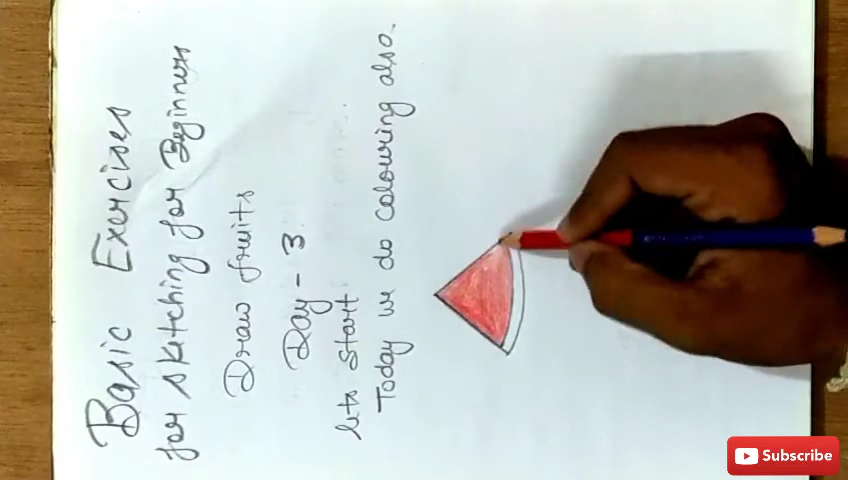 Basic Exercises
for sketching for Beginners
Draw fruits
Day - 3
lets start
Today we do colouring also.
Subscribe